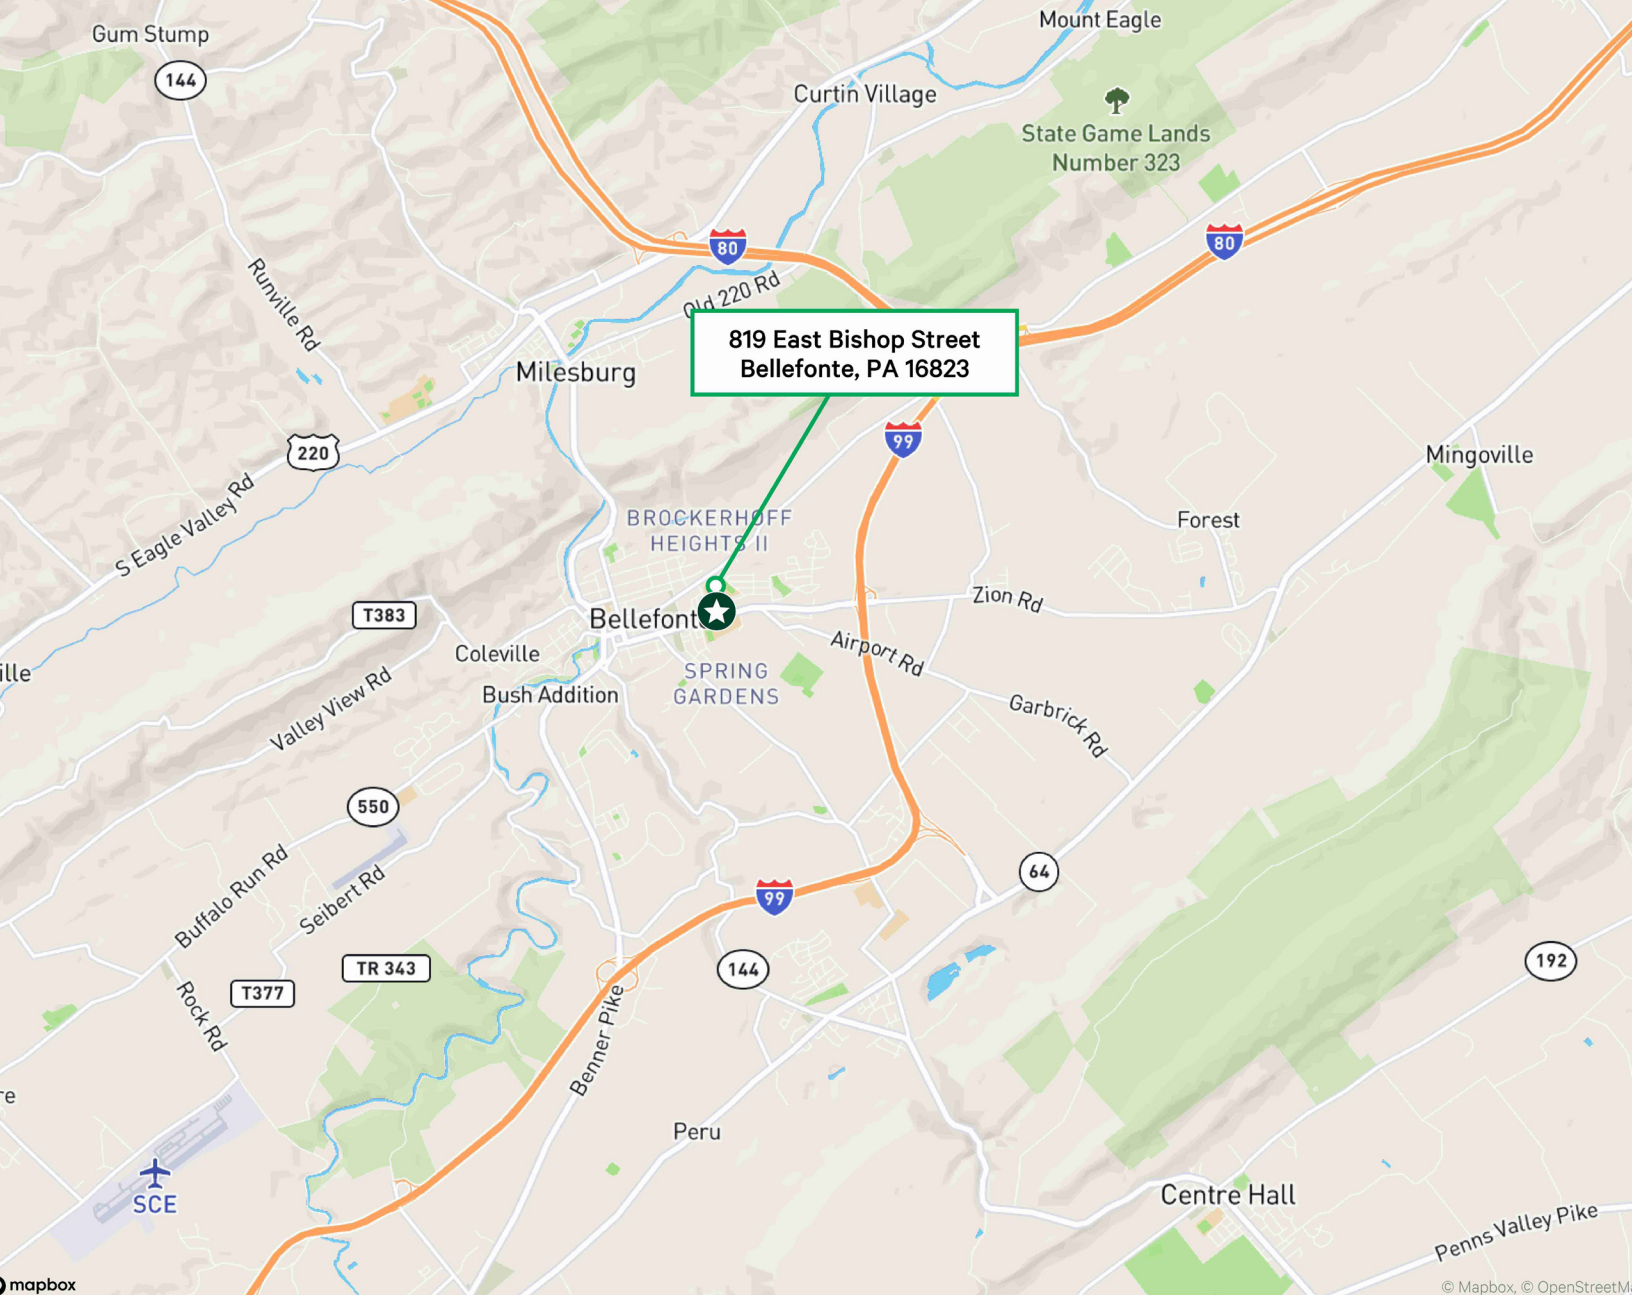 Gum Stump
144
Mount Eagle
Curtin Village
State Game Lands
Number 323
80
80
Runville Rd
Old 220 Rd
819 East Bishop Street
Bellefonte, PA 16823
Milesburg
99
220
Mingoville
S Eagle Valley Rd
BROCKERHOFF
HEIGHTS II
Forest
T383
Zion Rd
Bellefont
Airport Rd
Coleville
ille
SPRING
GARDENS
Bush Addition
Valley View Rd
Garbrick Rd
550
64
Buffalo Run Rd
Seibert Rd
99
TR 343
144
192
T377
Rock Rd
Benner Pike
re
Peru
SCE
Centre Hall
Penns Valley Pike
mapbox
© Mapbox, © OpenStreetM